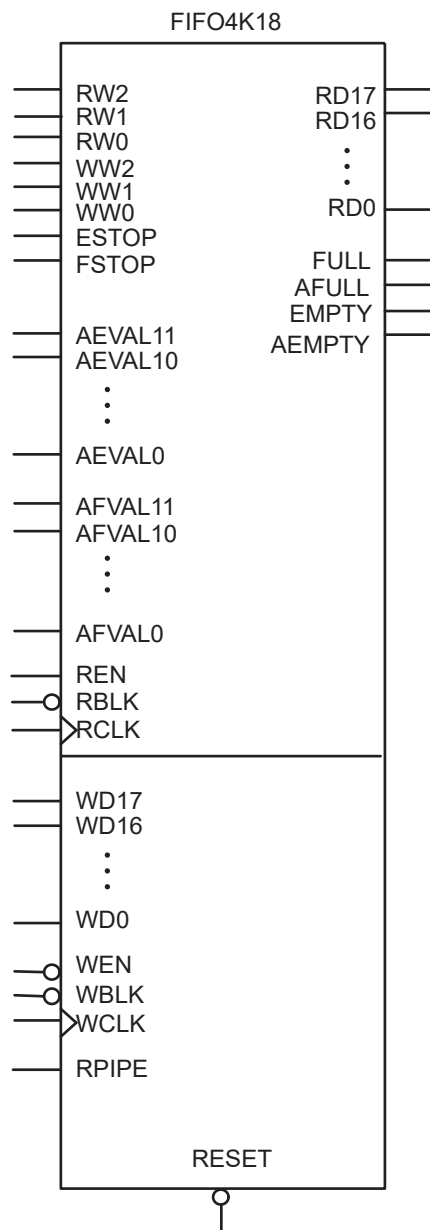 FIFO4K18
RW2
RW1
RW0
WW2
WW1
WW0
ESTOP
FSTOP
AEVAL11
AEVAL10
AEVAL0
AFVAL11
AFVAL10
AFVAL0
REN
RBLK
RCLK
WD17
WD16
WD0
WEN
WBLK
WCLK
RPIPE
RD17
RD16
RD0
FULL
AFULL
EMPTY
AEMPTY
RESET